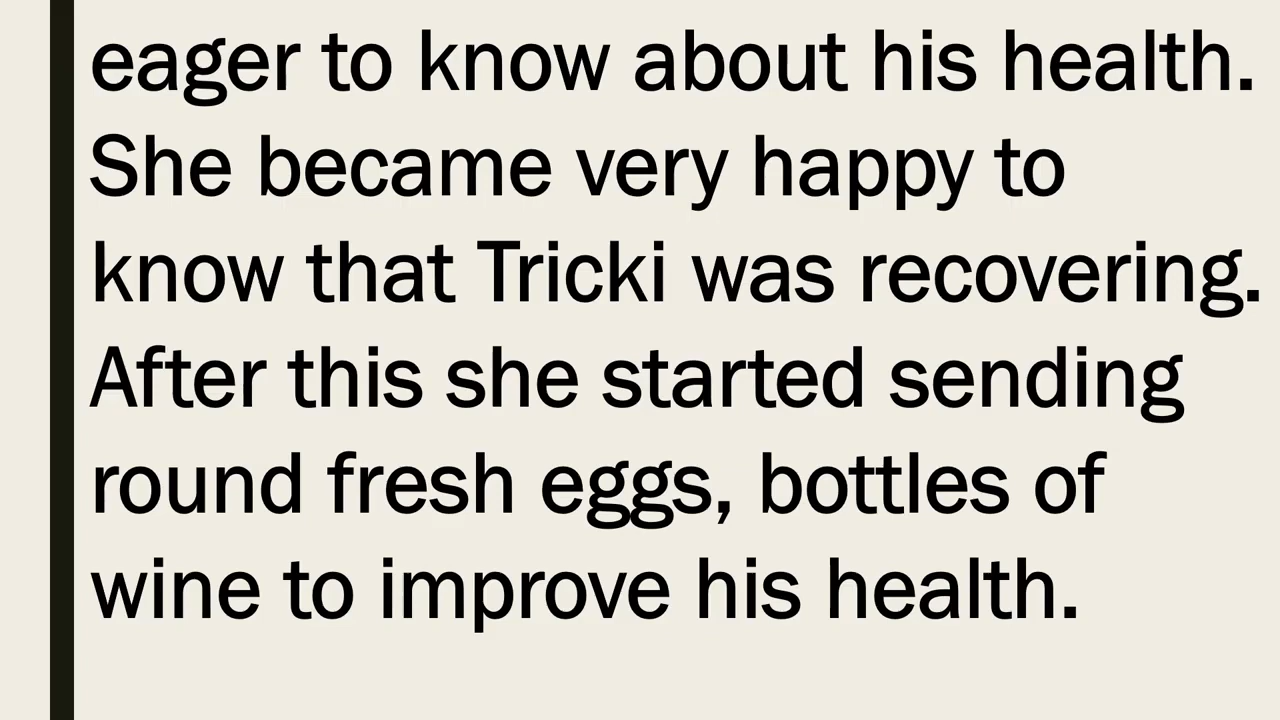 eager to know about his health.
She became very happy to
know that Tricki was recovering.
After this she started sending
round fresh eggs, bottles of
wine to improve his health.